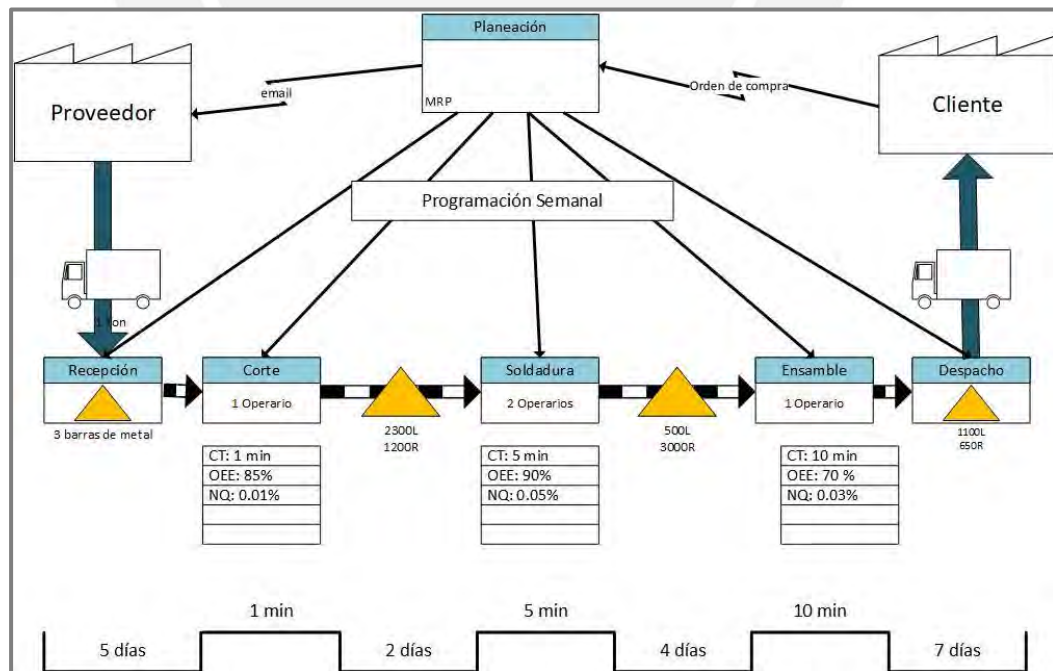 Planeación
MRP
Proveedor
email
Orden de compra
Cliente
Programación Semanal
Ton
Recepción
3 barras de metal
Corte
1 Operario
2300L
1200R
Soldadura
2 Operarios
500L
3000R
Ensamble
1 Operario
Despacho
1100L
650R
CT: 1 min
OEE: 85%
NQ: 0.01%
CT: 5 min
OEE: 90%
NQ: 0.05%
CT: 10 min
OEE: 70 %
NQ: 0.03%
1 min
5 min
10 min
5 días
2 días
4 días
7 días